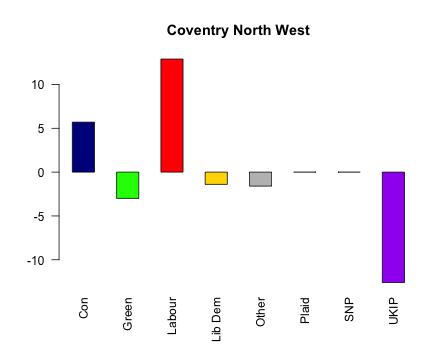 Coventry North West
10
5
0
-5
-10
Con
Green
Labour
Lib Dem
Other
Plaid
SNP
UKIP